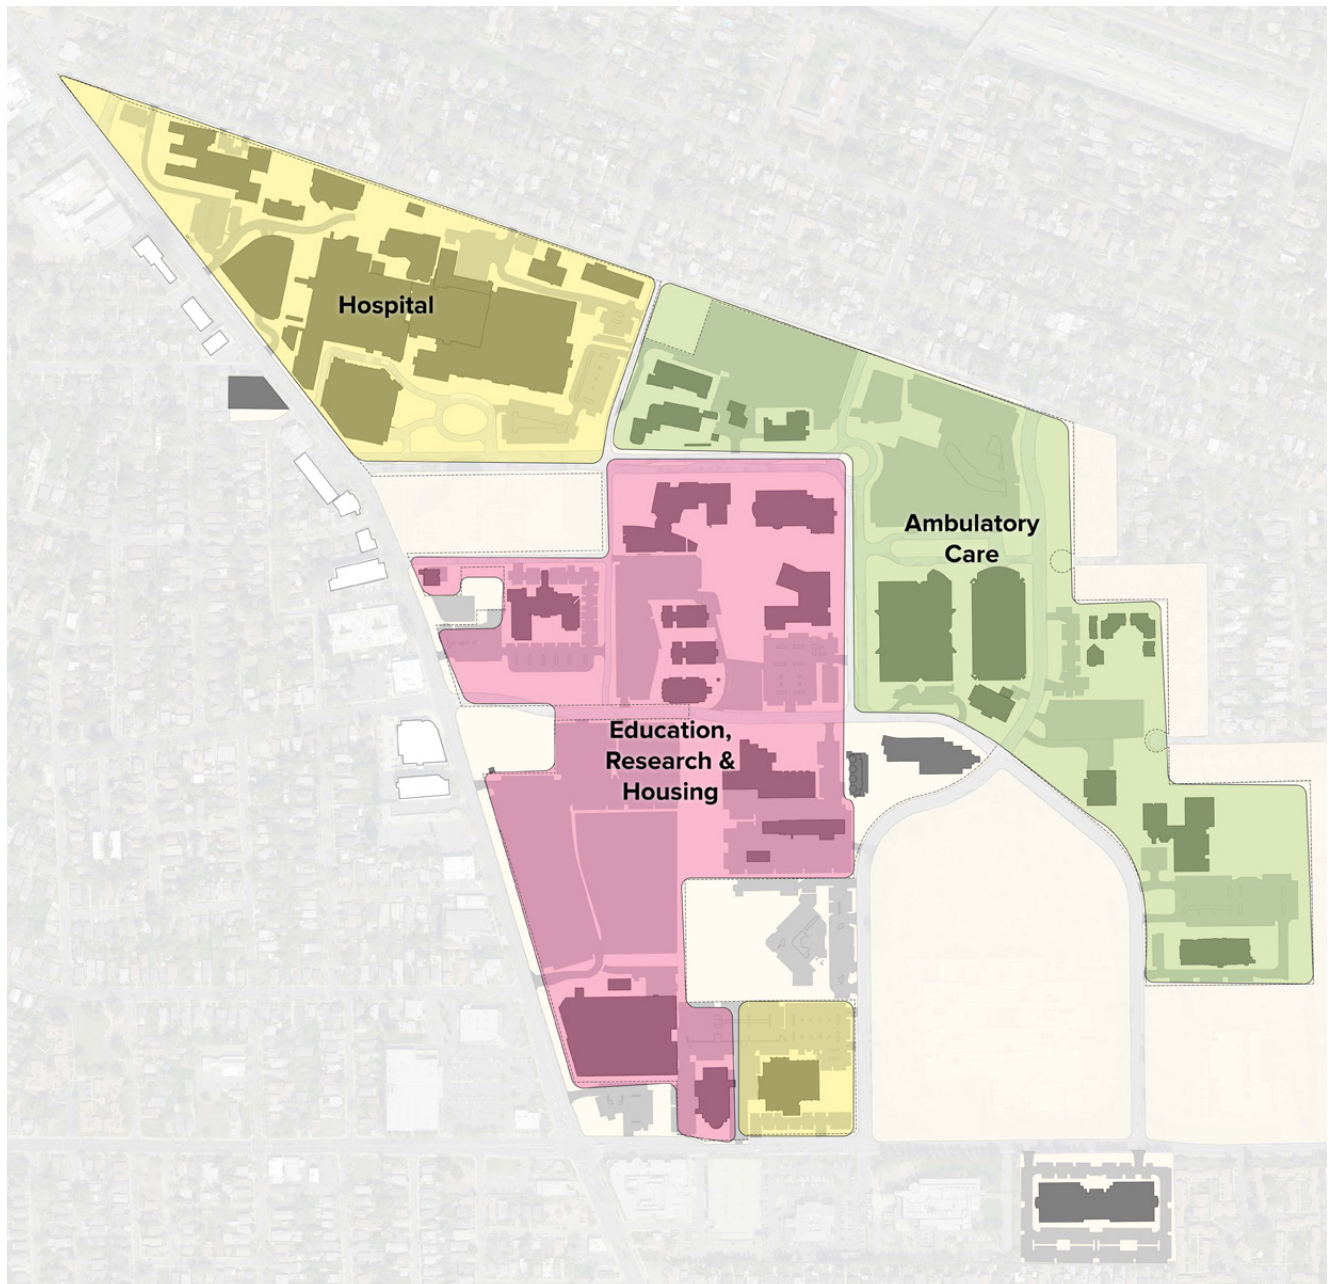 Hospital
Ambulatory
Care
Education,
Research &
Housing